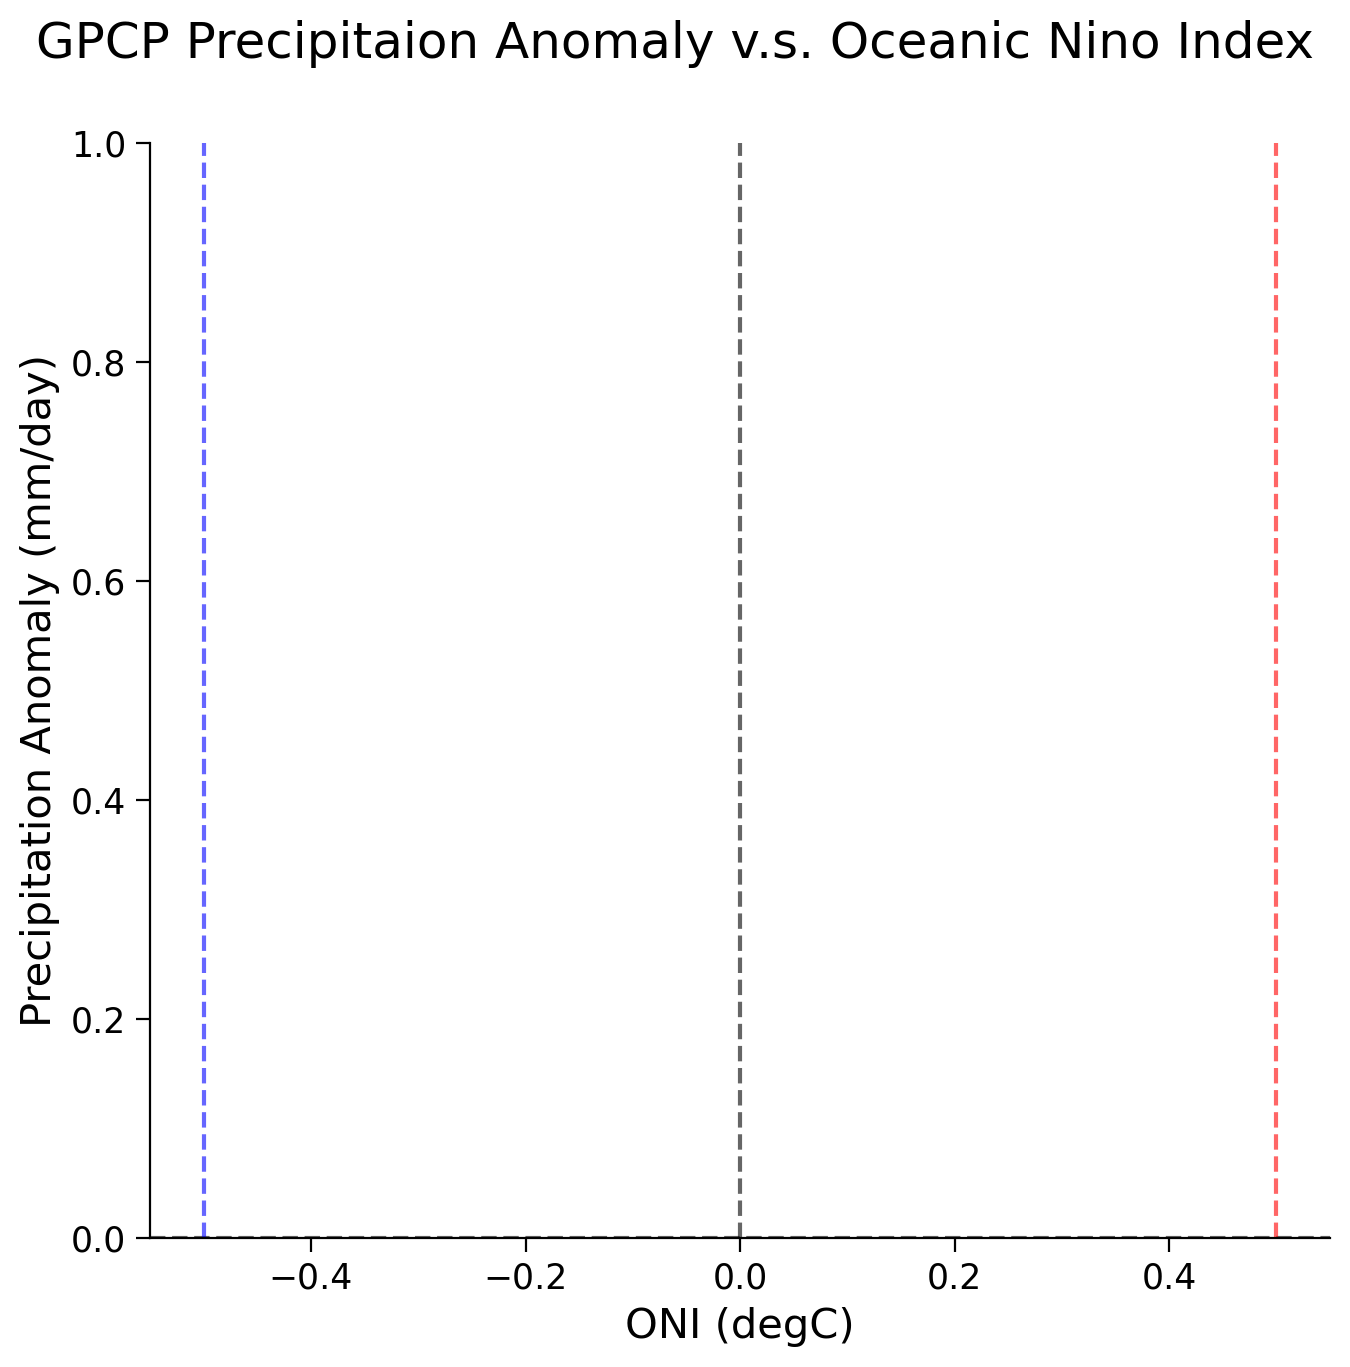 GPCP Precipitaion Anomaly v.s. Oceanic Nino Index
Precipitation Anomaly (mm/day)
1.0
0.8
0.6
0.4
0.2
0.0
−0.4 −0.2 0.0 0.2 0.4
ONI (degC)